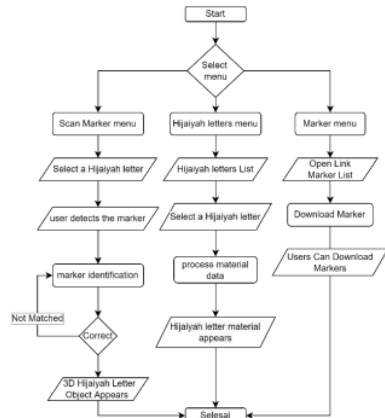 Start
Select
menu
Scan Marker menu
Hijaiyah letters menu
Marker menu
Select a Hijaiyah letter
Hijaiyah letters List
Open Link
Marker List
user detects the marker
Select a Hijaiyah letter
Download Marker
marker identification
process material
data
Users Can Download
Markers
Not Matched
Correct
Hijaiyah letter material
appears
3D Hijaiyah Letter
Object Appears
Selesai